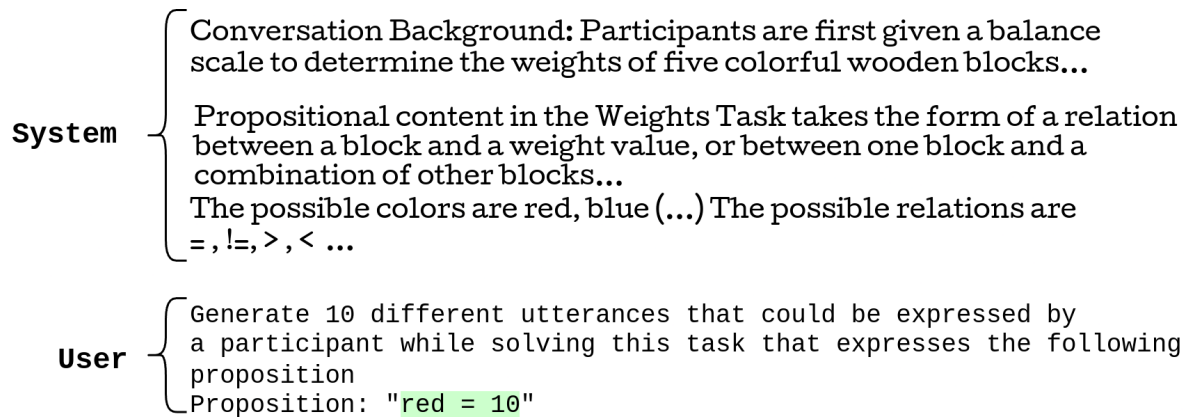 Conversation Background: Participants are first given a balance
scale to determine the weights of five colorful wooden blocks...
System
Propositional content in the Weights Task takes the form of a relation
between a block and a weight value, or between one block and a
combination of other blocks...
The possible colors are red, blue (...) The possible relations are
= , !=, > , < ...
User
Generate 10 different utterances that could be expressed by
a participant while solving this task that expresses the following
proposition
Proposition: "red = 10"